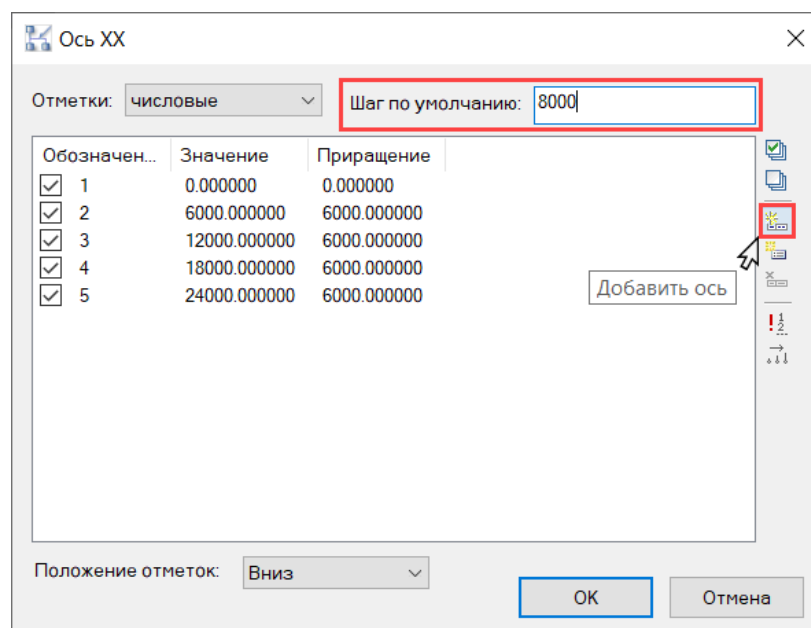 Ось XX
Отметки: числовые Шаг по умолчанию: 8000
Обозначен... Значение Приращение
1 0.000000 0.000000
2 6000.000000 6000.000000
3 12000.000000 6000.000000
4 18000.000000 6000.000000
5 24000.000000 6000.000000
Добавить ось
Положение отметок: Вниз
OK Отмена